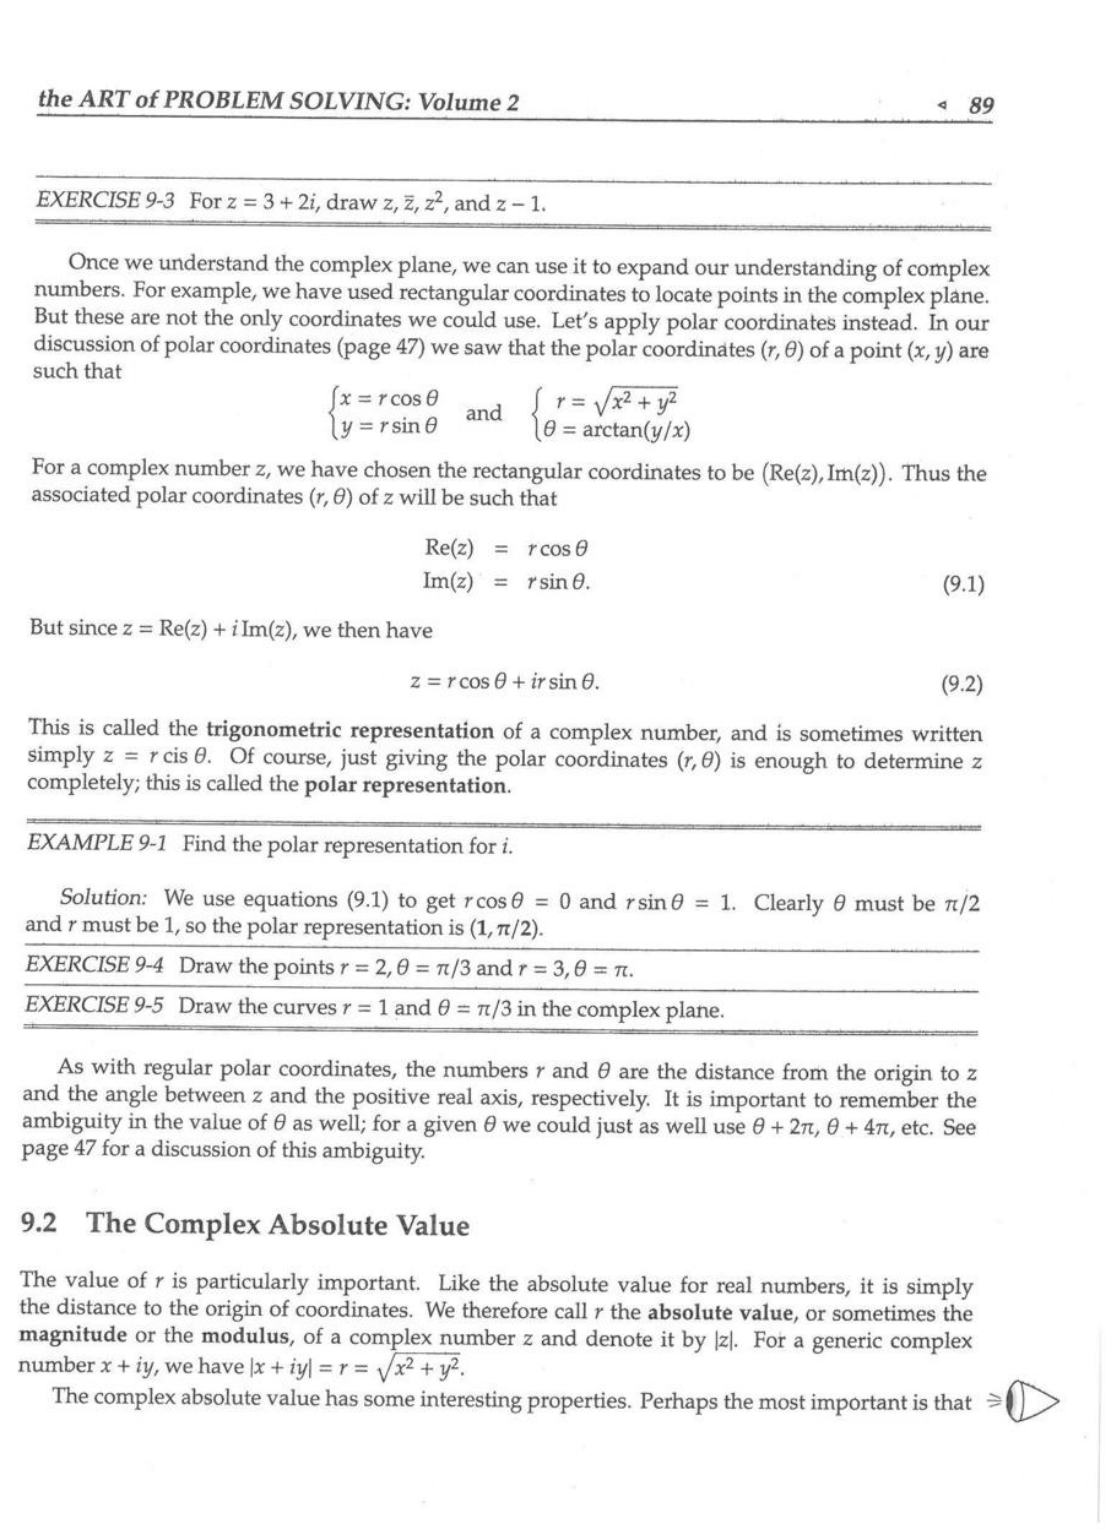 the ART of PROBLEM SOLVING: Volume 2 ◁ 89
EXERCISE 9-3 For z = 3 + 2i, draw z, z̄, z², and z − 1.
Once we understand the complex plane, we can use it to expand our understanding of complex
numbers. For example, we have used rectangular coordinates to locate points in the complex plane.
But these are not the only coordinates we could use. Let's apply polar coordinates instead. In our
discussion of polar coordinates (page 47) we saw that the polar coordinates (r, θ) of a point (x, y) are
such that
{x = r cos θ
y = r sin θ and { r = √(x² + y²)
θ = arctan(y/x)
For a complex number z, we have chosen the rectangular coordinates to be (Re(z), Im(z)). Thus the
associated polar coordinates (r, θ) of z will be such that
Re(z) = r cos θ
Im(z) = r sin θ. (9.1)
But since z = Re(z) + i Im(z), we then have
z = r cos θ + ir sin θ. (9.2)
This is called the trigonometric representation of a complex number, and is sometimes written
simply z = r cis θ. Of course, just giving the polar coordinates (r, θ) is enough to determine z
completely; this is called the polar representation.
EXAMPLE 9-1 Find the polar representation for i.
Solution: We use equations (9.1) to get r cos θ = 0 and r sin θ = 1. Clearly θ must be π/2
and r must be 1, so the polar representation is (1, π/2).
EXERCISE 9-4 Draw the points r = 2, θ = π/3 and r = 3, θ = π.
EXERCISE 9-5 Draw the curves r = 1 and θ = π/3 in the complex plane.
As with regular polar coordinates, the numbers r and θ are the distance from the origin to z
and the angle between z and the positive real axis, respectively. It is important to remember the
ambiguity in the value of θ as well; for a given θ we could just as well use θ + 2π, θ + 4π, etc. See
page 47 for a discussion of this ambiguity.
9.2 The Complex Absolute Value
The value of r is particularly important. Like the absolute value for real numbers, it is simply
the distance to the origin of coordinates. We therefore call r the absolute value, or sometimes the
magnitude or the modulus, of a complex number z and denote it by |z|. For a generic complex
number x + iy, we have |x + iy| = r = √(x² + y²).
The complex absolute value has some interesting properties. Perhaps the most important is that